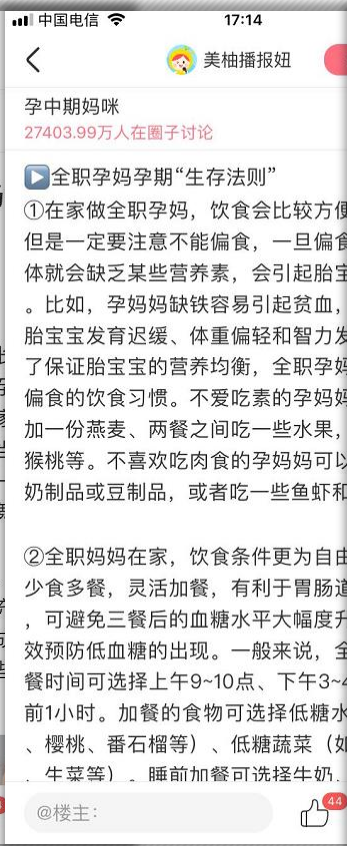 中国电信
17:14
美柚播报妞
孕中期妈咪
27403.99万人在圈子讨论
全职孕妈孕期“生存法则”
①在家做全职孕妈，饮食会比较方便
但是一定要注意不能偏食，一旦偏食
体就会缺乏某些营养素，会引起胎宝
。比如，孕妈妈缺铁容易引起贫血，
胎宝宝发育迟缓、体重偏轻和智力发
了保证胎宝宝的营养均衡，全职孕妈
偏食的饮食习惯。不爱吃素的孕妈妈
加一份燕麦、两餐之间吃一些水果，
猴桃等。不喜欢吃肉食的孕妈妈可以
奶制品或豆制品，或者吃一些鱼虾和
②全职妈妈在家，饮食条件更为自由
少食多餐，灵活加餐，有利于胃肠道
，可避免三餐后的血糖水平大幅度升
效预防低血糖的出现。一般来说，全
餐时间可选择上午9~10点、下午3~4
前1小时。加餐的食物可选择低糖水
、樱桃、番石榴等）、低糖蔬菜（如
、生菜等）。睡前加餐可选择牛奶、
@楼主：
44